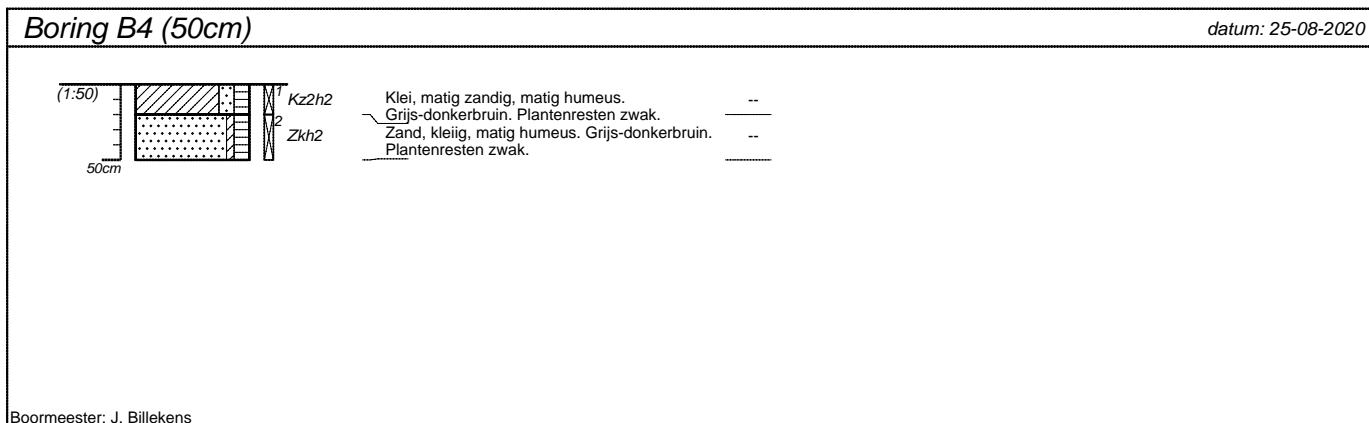 Boring B4 (50cm) datum: 25-08-2020
(1:50) 1 Kz2h2 Klei, matig zandig, matig humeus. --
Grijs-donkerbruin. Plantenresten zwak.
2 Zkh2 Zand, kleiig, matig humeus. Grijs-donkerbruin. --
Plantenresten zwak.
50cm
Boormeester: J. Billekens